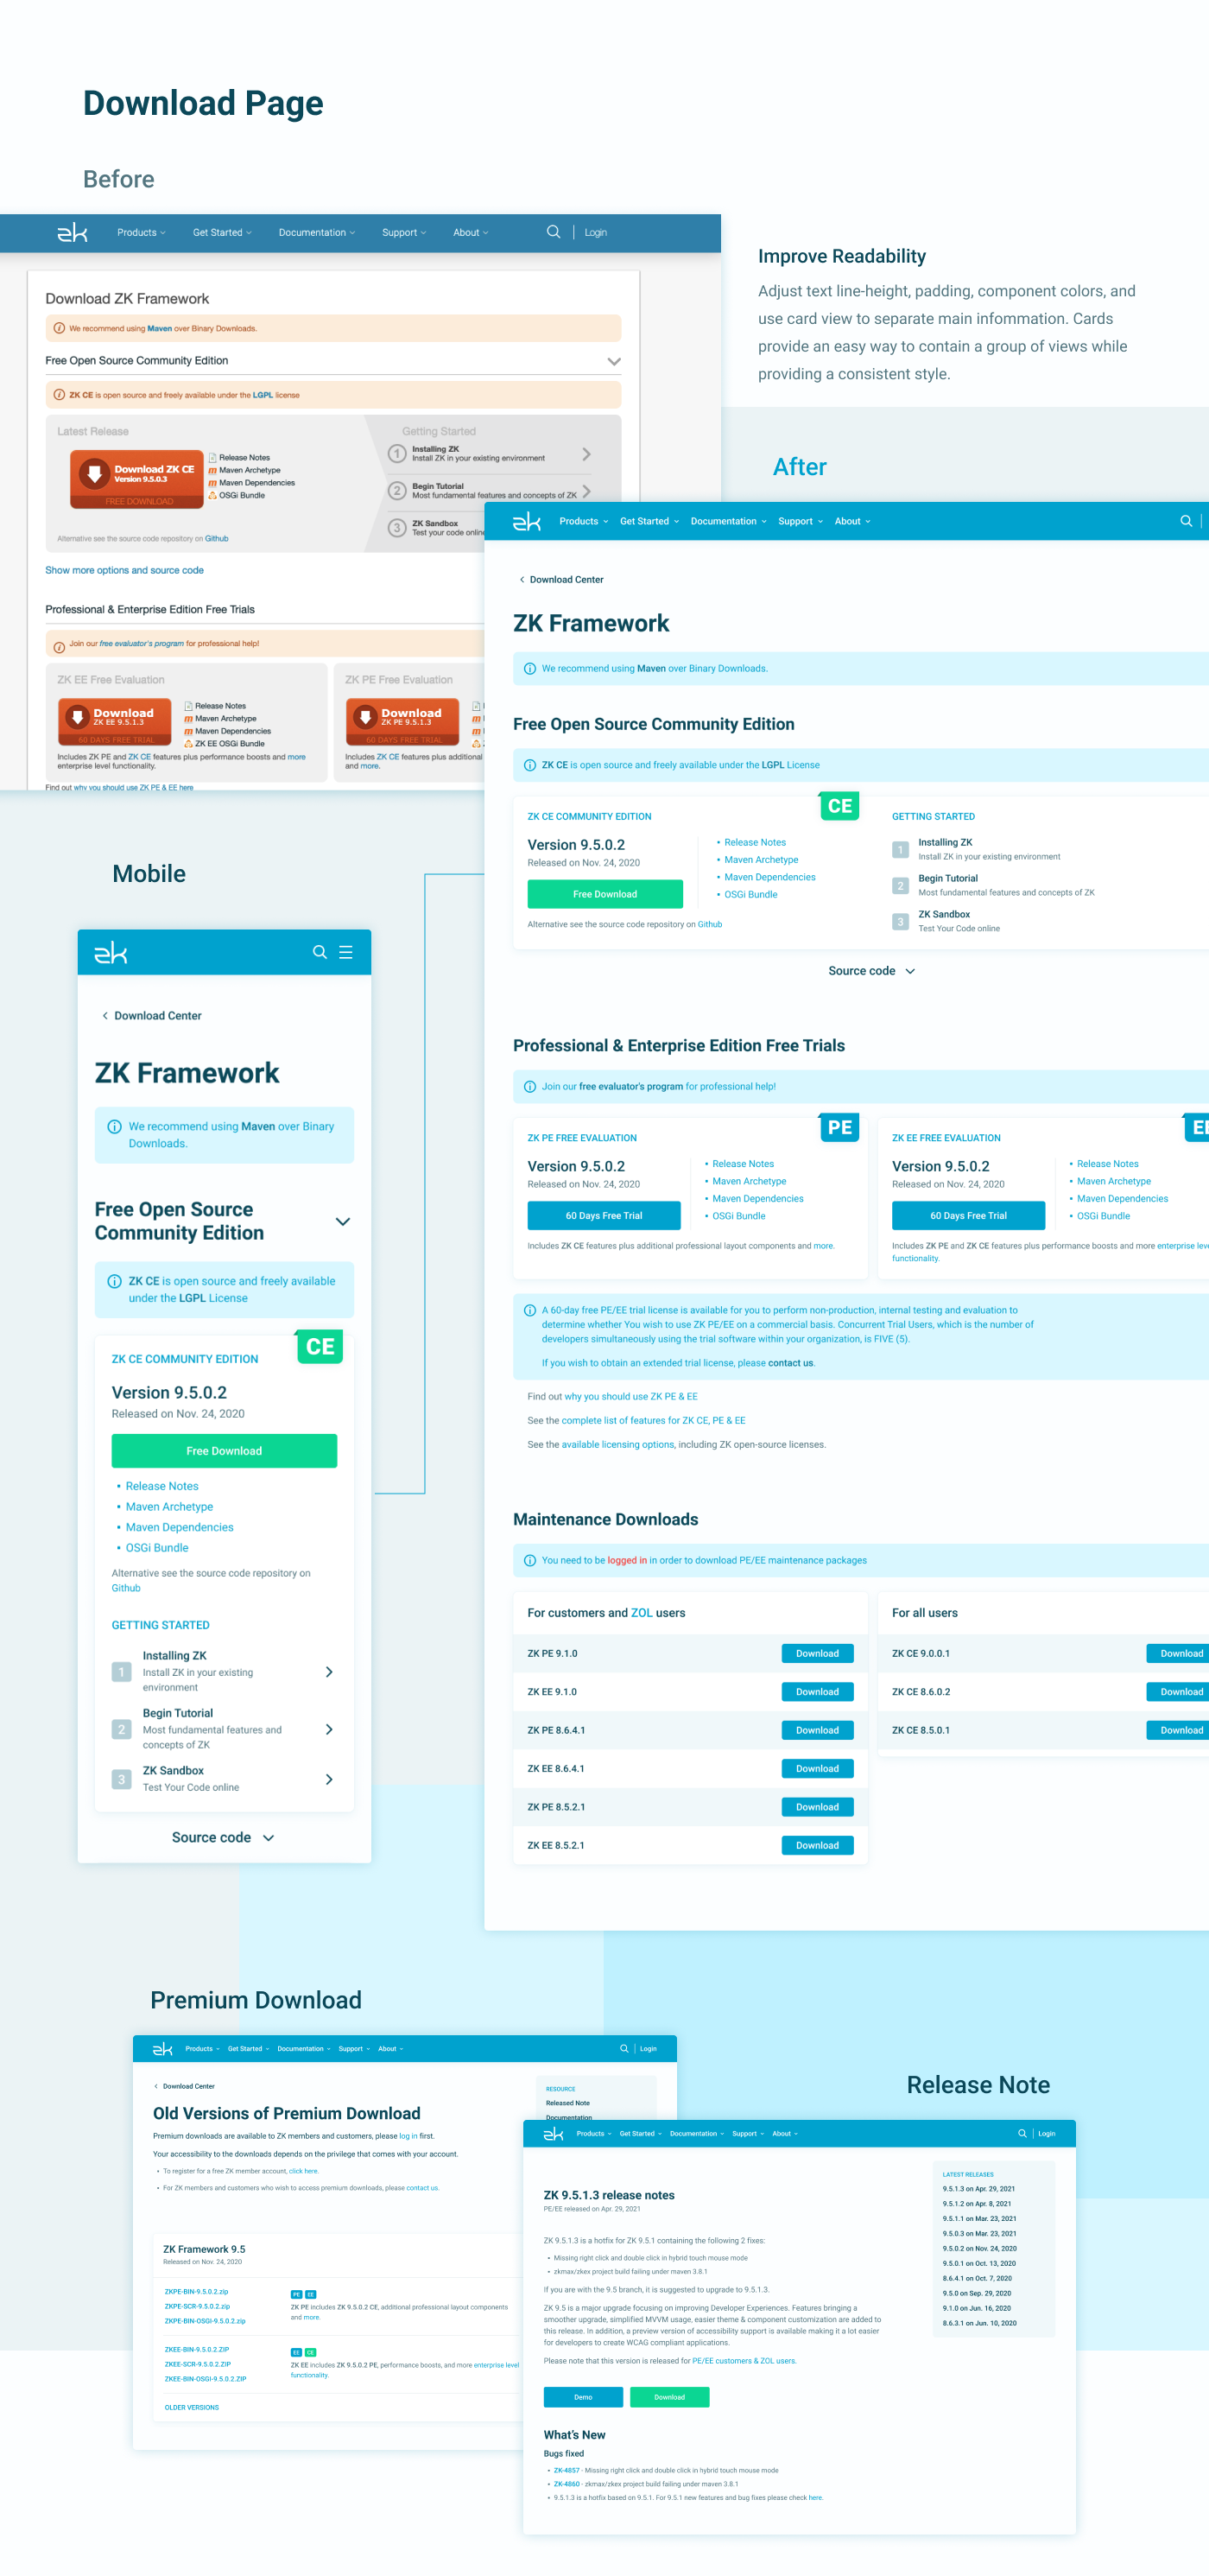 Download Page
Before
zk Products Get Started Documentation Support About Login
Download ZK Framework
We recommend using Maven over Binary Downloads.
Free Open Source Community Edition
ZK CE is open source and freely available under the LGPL license
Latest Release
Download ZK CE
Version 9.5.0.3
FREE DOWNLOAD
Release Notes
Maven Archetype
Maven Dependencies
OSGi Bundle
Alternative see the source code repository on Github
Getting Started
1 Installing ZK
Install ZK in your existing environment
2 Begin Tutorial
Most fundamental features and concepts of ZK
3 ZK Sandbox
Test your code online
Show more options and source code
Professional & Enterprise Edition Free Trials
Join our free evaluator's program for professional help!
ZK EE Free Evaluation
Download
ZK EE 9.5.1.3
60 DAYS FREE TRIAL
Release Notes
Maven Archetype
Maven Dependencies
ZK EE OSGi Bundle
Includes ZK PE and ZK CE features plus performance boosts and more
enterprise level functionality.
ZK PE Free Evaluation
Download
ZK PE 9.5.1.3
60 DAYS FREE TRIAL
Includes ZK CE features plus additional
and more.
Find out why you should use ZK PE & EE here
Improve Readability
Adjust text line-height, padding, component colors, and
use card view to separate main infommation. Cards
provide an easy way to contain a group of views while
providing a consistent style.
After
zk Products Get Started Documentation Support About
Download Center
ZK Framework
We recommend using Maven over Binary Downloads.
Free Open Source Community Edition
ZK CE is open source and freely available under the LGPL License
ZK CE COMMUNITY EDITION
CE
Version 9.5.0.2
Released on Nov. 24, 2020
Free Download
• Release Notes
• Maven Archetype
• Maven Dependencies
• OSGi Bundle
Alternative see the source code repository on Github
GETTING STARTED
1 Installing ZK
Install ZK in your existing environment
2 Begin Tutorial
Most fundamental features and concepts of ZK
3 ZK Sandbox
Test Your Code online
Source code
Professional & Enterprise Edition Free Trials
Join our free evaluator's program for professional help!
ZK PE FREE EVALUATION
PE
Version 9.5.0.2
Released on Nov. 24, 2020
60 Days Free Trial
• Release Notes
• Maven Archetype
• Maven Dependencies
• OSGi Bundle
Includes ZK CE features plus additional professional layout components and more.
ZK EE FREE EVALUATION
EE
Version 9.5.0.2
Released on Nov. 24, 2020
60 Days Free Trial
• Release Notes
• Maven Archetype
• Maven Dependencies
• OSGi Bundle
Includes ZK PE and ZK CE features plus performance boosts and more enterprise
functionality.
A 60-day free PE/EE trial license is available for you to perform non-production, internal testing and evaluation to
determine whether You wish to use ZK PE/EE on a commercial basis. Concurrent Trial Users, which is the number of
developers simultaneously using the trial software within your organization, is FIVE (5).
If you wish to obtain an extended trial license, please contact us.
Find out why you should use ZK PE & EE
See the complete list of features for ZK CE, PE & EE
See the available licensing options, including ZK open-source licenses.
Maintenance Downloads
You need to be logged in in order to download PE/EE maintenance packages
For customers and ZOL users
ZK PE 9.1.0 Download
ZK EE 9.1.0 Download
ZK PE 8.6.4.1 Download
ZK EE 8.6.4.1 Download
ZK PE 8.5.2.1 Download
ZK EE 8.5.2.1 Download
For all users
ZK CE 9.0.0.1 Download
ZK CE 8.6.0.2 Download
ZK CE 8.5.0.1 Download
Mobile
zk
Download Center
ZK Framework
We recommend using Maven over Binary
Downloads.
Free Open Source
Community Edition
ZK CE is open source and freely available
under the LGPL License
CE
ZK CE COMMUNITY EDITION
Version 9.5.0.2
Released on Nov. 24, 2020
Free Download
• Release Notes
• Maven Archetype
• Maven Dependencies
• OSGi Bundle
Alternative see the source code repository on
Github
GETTING STARTED
1 Installing ZK
Install ZK in your existing
environment
2 Begin Tutorial
Most fundamental features and
concepts of ZK
3 ZK Sandbox
Test Your Code online
Source code
Premium Download
zk Products Get Started Documentation Support About Login
Download Center
Old Versions of Premium Download
Premium downloads are available to ZK members and customers, please log in first.
Your accessibility to the downloads depends on the privilege that comes with your account.
• To register for a free ZK member account, click here.
• For ZK members and customers who wish to access premium downloads, please contact us.
RESOURCE
Released Note
Documentation
ZK Framework 9.5
Released on Nov. 24, 2020
ZKPE-BIN-9.5.0.2.zip
ZKPE-SCR-9.5.0.2.zip
ZKPE-BIN-OSGI-9.5.0.2.zip
PE EE
ZK PE includes ZK 9.5.0.2 CE, additional professional layout components
and more.
ZKEE-BIN-9.5.0.2.ZIP
ZKEE-SCR-9.5.0.2.ZIP
ZKEE-BIN-OSGI-9.5.0.2.ZIP
EE CE
ZK EE includes ZK 9.5.0.2 PE, performance boosts, and more enterprise level
functionality.
OLDER VERSIONS
Release Note
zk Products Get Started Documentation Support About Login
ZK 9.5.1.3 release notes
PE/EE released on Apr. 29, 2021
ZK 9.5.1.3 is a hotfix for ZK 9.5.1 containing the following 2 fixes:
• Missing right click and double click in hybrid touch mouse mode
• zkmax/zkex project build failing under maven 3.8.1
If you are with the 9.5 branch, it is suggested to upgrade to 9.5.1.3.
ZK 9.5 is a major upgrade focusing on improving Developer Experiences. Features bringing a
smoother upgrade, simplified MVVM usage, easier theme & component customization are added to
this release. In addition, a preview version of accessibility support is available making it a lot easier
for developers to create WCAG compliant applications.
Please note that this version is released for PE/EE customers & ZOL users.
Demo Download
What's New
Bugs fixed
• ZK-4857 - Missing right click and double click in hybrid touch mouse mode
• ZK-4860 - zkmax/zkex project build failing under maven 3.8.1
• 9.5.1.3 is a hotfix based on 9.5.1. For 9.5.1 new features and bug fixes please check here.
LATEST RELEASES
9.5.1.3 on Apr. 29, 2021
9.5.1.2 on Apr. 8, 2021
9.5.1.1 on Mar. 23, 2021
9.5.0.3 on Mar. 23, 2021
9.5.0.2 on Nov. 24, 2020
9.5.0.1 on Oct. 13, 2020
8.6.4.1 on Oct. 7, 2020
9.5.0 on Sep. 29, 2020
9.1.0 on Jun. 16, 2020
8.6.3.1 on Jun. 10, 2020